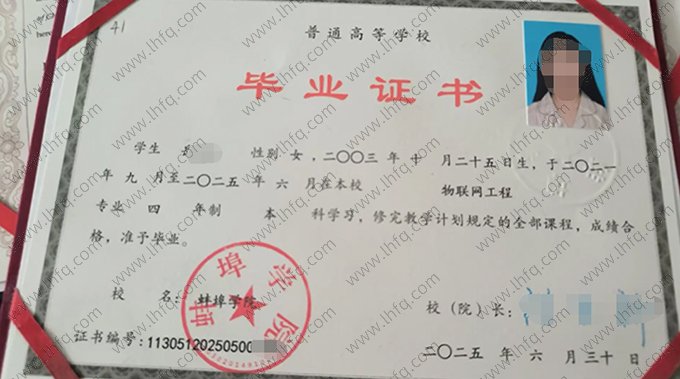 41
普通高等学校
毕业证书
学生 性别 女，二〇〇三年 十 月二十五日生，于二〇二一
年 九 月至二〇二五年 六 月在本校 物联网工程
专业 四 年制 本 科学习，修完教学计划规定的全部课程，成绩合
格，准予毕业。
校 名：蚌埠学院
蚌埠学院
校（院）长：
证书编号：11305120250500
二〇二五年 六 月三十日
www.lhfq.com